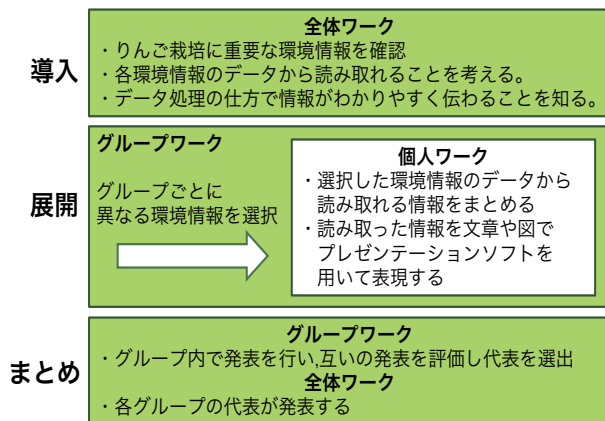 導入
全体ワーク
・りんご栽培に重要な環境情報を確認
・各環境情報のデータから読み取れることを考える。
・データ処理の仕方で情報がわかりやすく伝わることを知る。
展開
グループワーク
グループごとに
異なる環境情報を選択
個人ワーク
・選択した環境情報のデータから
読み取れる情報をまとめる
・読み取った情報を文章や図で
プレゼンテーションソフトを
用いて表現する
まとめ
グループワーク
・グループ内で発表を行い,互いの発表を評価し代表を選出
全体ワーク
・各グループの代表が発表する